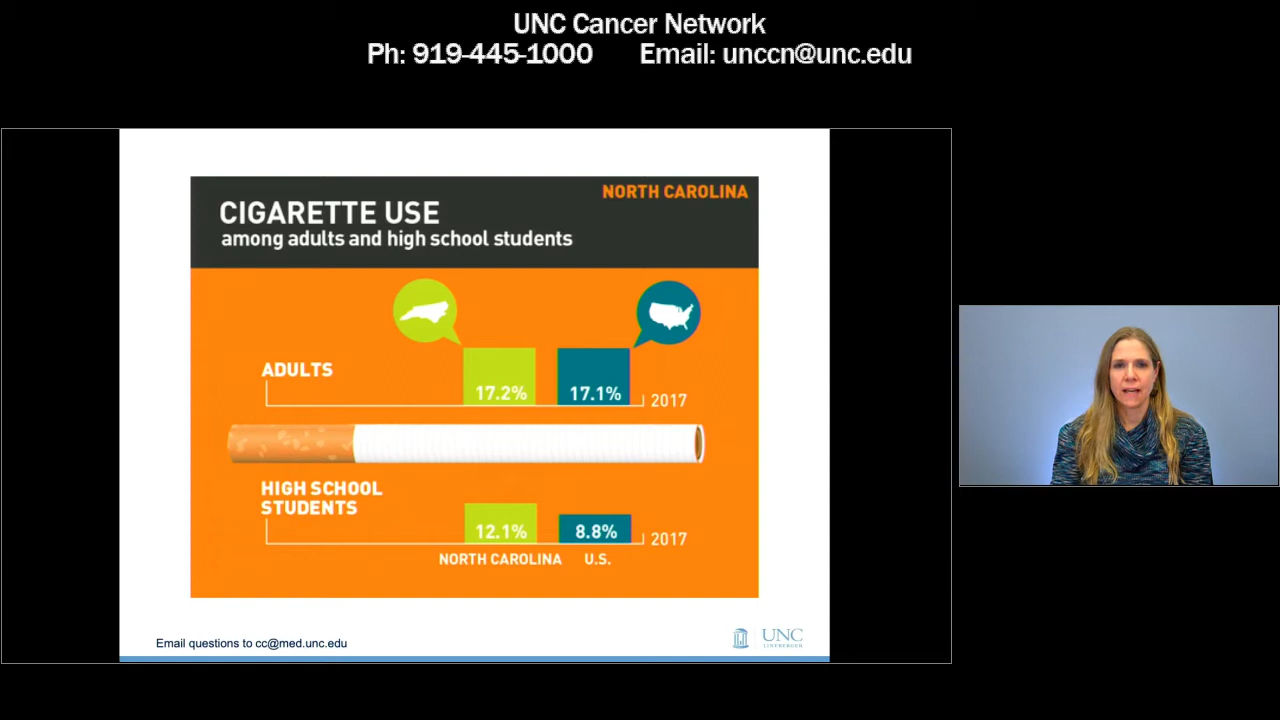 UNC Cancer Network
Ph: 919-445-1000 Email: unccn@unc.edu
NORTH CAROLINA
CIGARETTE USE
among adults and high school students
ADULTS
17.2% 17.1% 2017
HIGH SCHOOL
STUDENTS
12.1% 8.8% 2017
NORTH CAROLINA U.S.
Email questions to cc@med.unc.edu
UNC
LINEBERGER